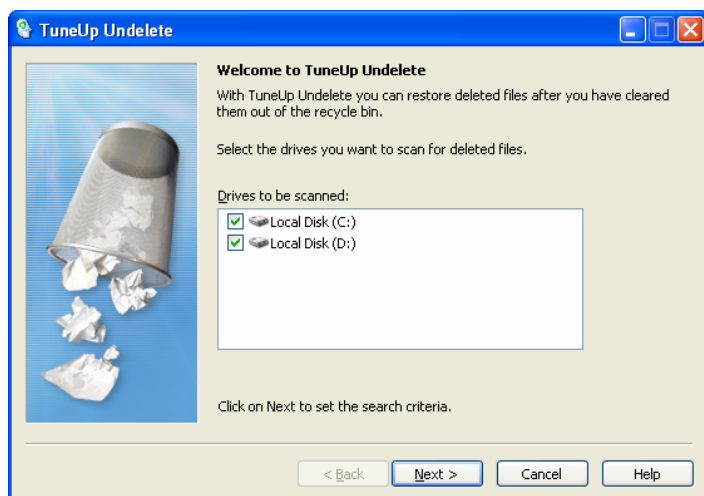 TuneUp Undelete
Welcome to TuneUp Undelete
With TuneUp Undelete you can restore deleted files after you have cleared
them out of the recycle bin.
Select the drives you want to scan for deleted files.
Drives to be scanned:
Local Disk (C:)
Local Disk (D:)
Click on Next to set the search criteria.
< Back
Next >
Cancel
Help